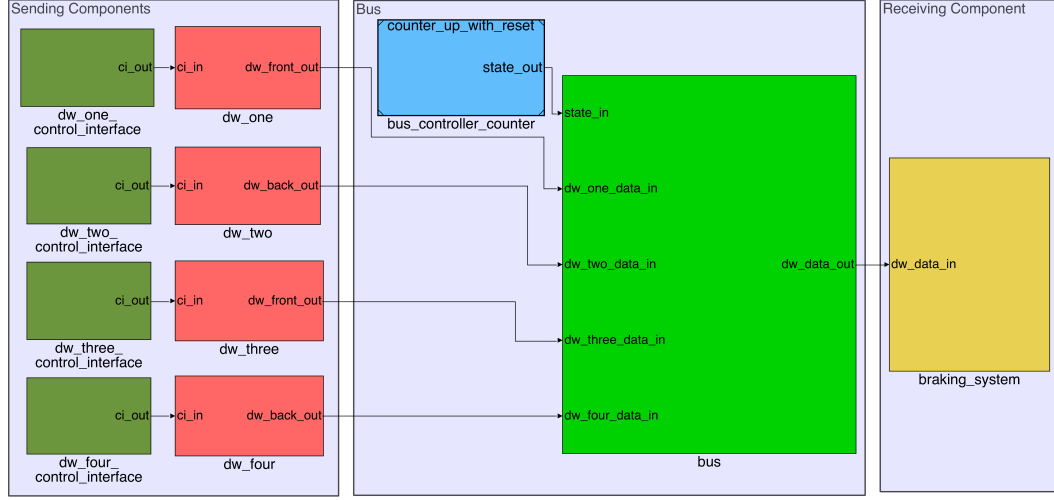 Sending Components
ci_out
dw_one_
control_interface
ci_in
dw_front_out
dw_one
ci_out
dw_two_
control_interface
ci_in
dw_back_out
dw_two
ci_out
dw_three_
control_interface
ci_in
dw_front_out
dw_three
ci_out
dw_four_
control_interface
ci_in
dw_back_out
dw_four
Bus
counter_up_with_reset
state_out
bus_controller_counter
state_in
dw_one_data_in
dw_two_data_in
dw_three_data_in
dw_four_data_in
dw_data_out
bus
Receiving Component
dw_data_in
braking_system